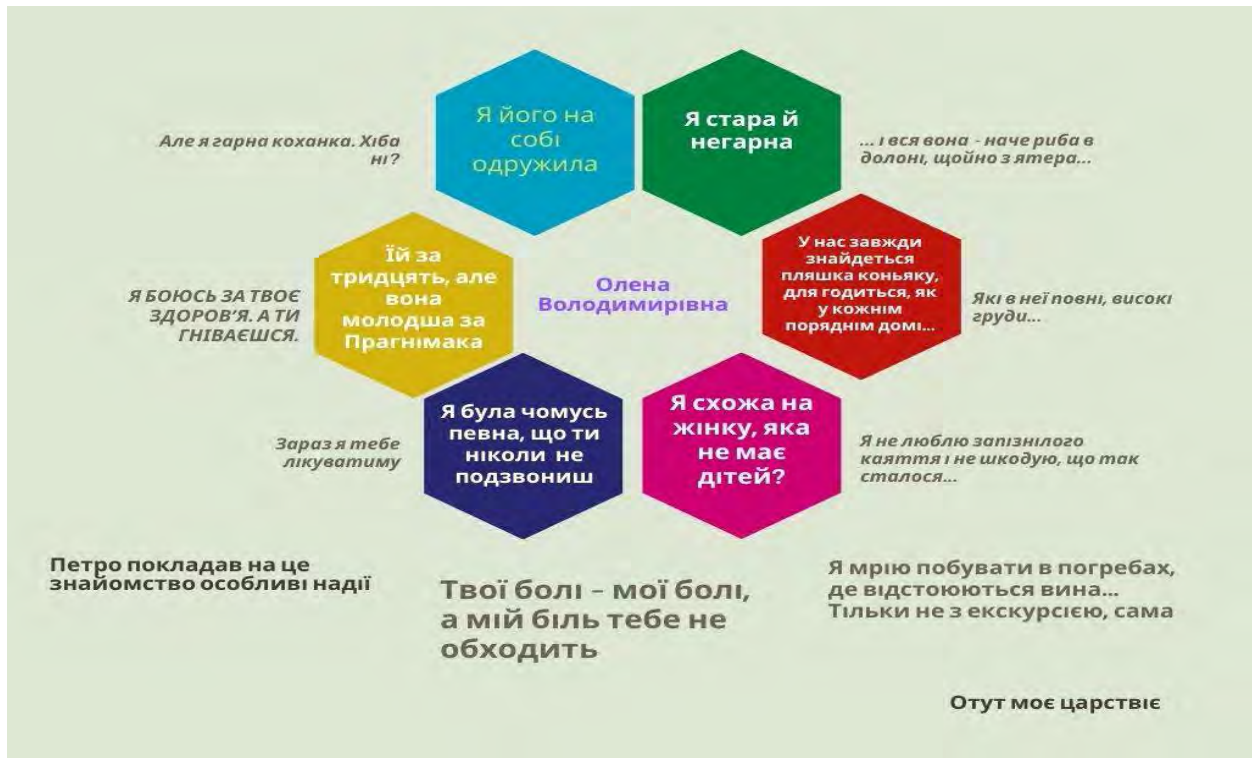 Я його на
собі
одружила
Я стара й
негарна
Але я гарна коханка. Хіба
ні?
... і вся вона - наче риба в
долоні, щойно з ятера...
Їй за
тридцять, але
вона
молодша за
Прагнімака
Олена
Володимирівна
У нас завжди
знайдеться
пляшка коньяку,
для годиться, як
у кожнім
поряднім домі...
Я БОЮСЬ ЗА ТВОЄ
ЗДОРОВ'Я. А ТИ
ГНІВАЄШСЯ.
Які в неї повні, високі
груди...
Я була чомусь
певна, що ти
ніколи не
подзвониш
Я схожа на
жінку, яка
не має
дітей?
Зараз я тебе
лікуватиму
Я не люблю запізнілого
каяття і не шкодую, що так
сталося...
Петро покладав на це
знайомство особливі надії
Твої болі – мої болі,
а мій біль тебе не
обходить
Я мрію побувати в погребах,
де відстоюються вина...
Тільки не з екскурсією, сама
Отут моє царствіє